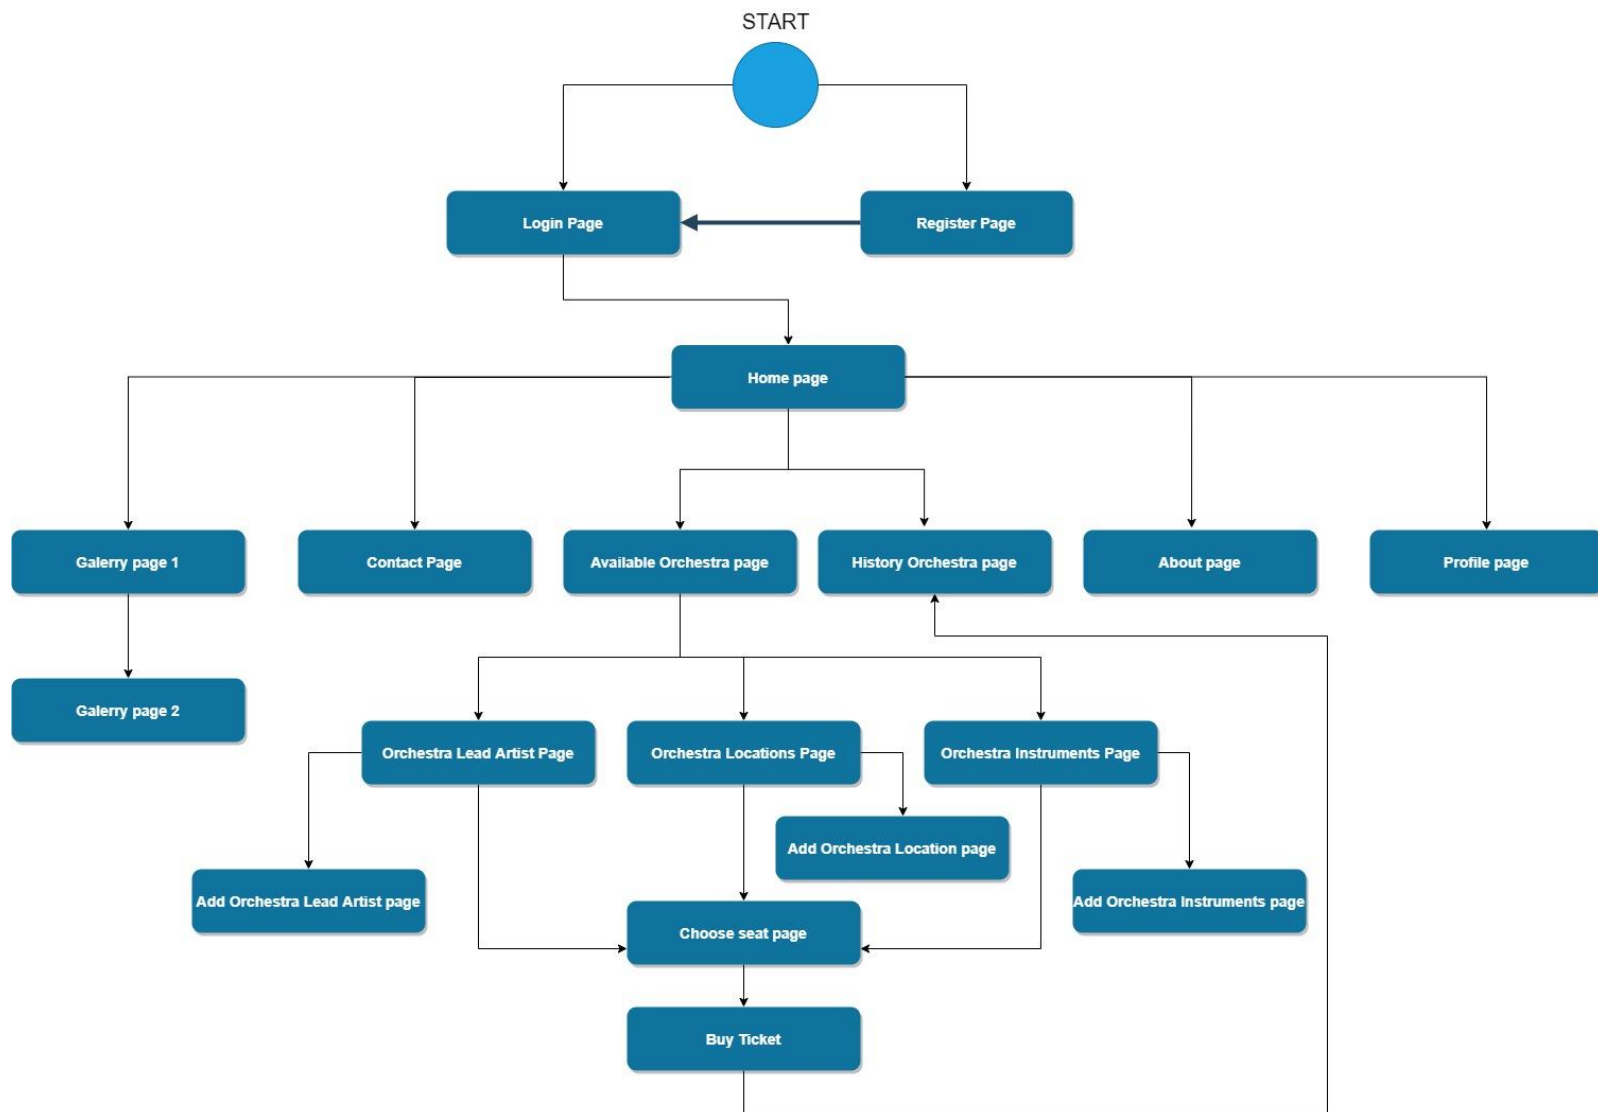 START
Login Page
Register Page
Home page
Galerry page 1
Contact Page
Available Orchestra page
History Orchestra page
About page
Profile page
Galerry page 2
Orchestra Lead Artist Page
Orchestra Locations Page
Orchestra Instruments Page
Add Orchestra Location page
Add Orchestra Lead Artist page
Add Orchestra Instruments page
Choose seat page
Buy Ticket